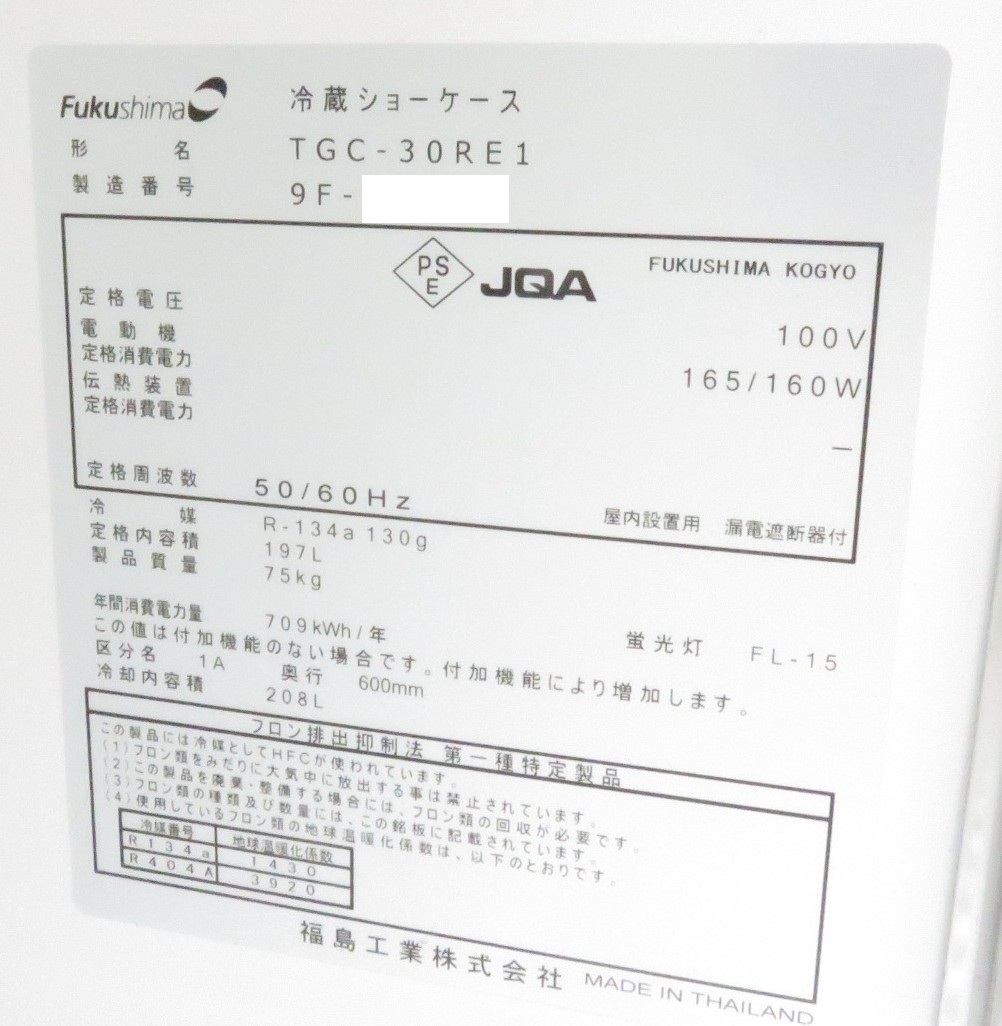 Fukushima 冷蔵ショーケース
形名 TGC-30RE1
製造番号 9F-
PSE JQA FUKUSHIMA KOGYO
定格電圧 100V
電動機
定格消費電力 165/160W
伝熱装置
定格消費電力 —
定格周波数 50/60Hz 屋内設置用 漏電遮断器付
冷媒 R-134a 130g
定格内容積 197L
製品質量 75kg
年間消費電力量 709kWh/年 蛍光灯 FL-15
この値は付加機能のない場合です。付加機能により増加します。
区分名 1A 奥行 600mm
冷却内容積 208L
フロン排出抑制法 第一種特定製品
この製品には冷媒としてHFCが使われています。
(1)フロン類をみだりに大気中に放出する事は禁止されています。
(2)この製品を廃棄・整備する場合には、フロン類の回収が必要です。
(3)フロン類の種類及び数量には、この銘板に記載されています。
(4)使用しているフロン類の地球温暖化係数は、以下のとおりです。
冷媒番号 地球温暖化係数
R134a 1430
R404A 3920
福島工業株式会社 MADE IN THAILAND